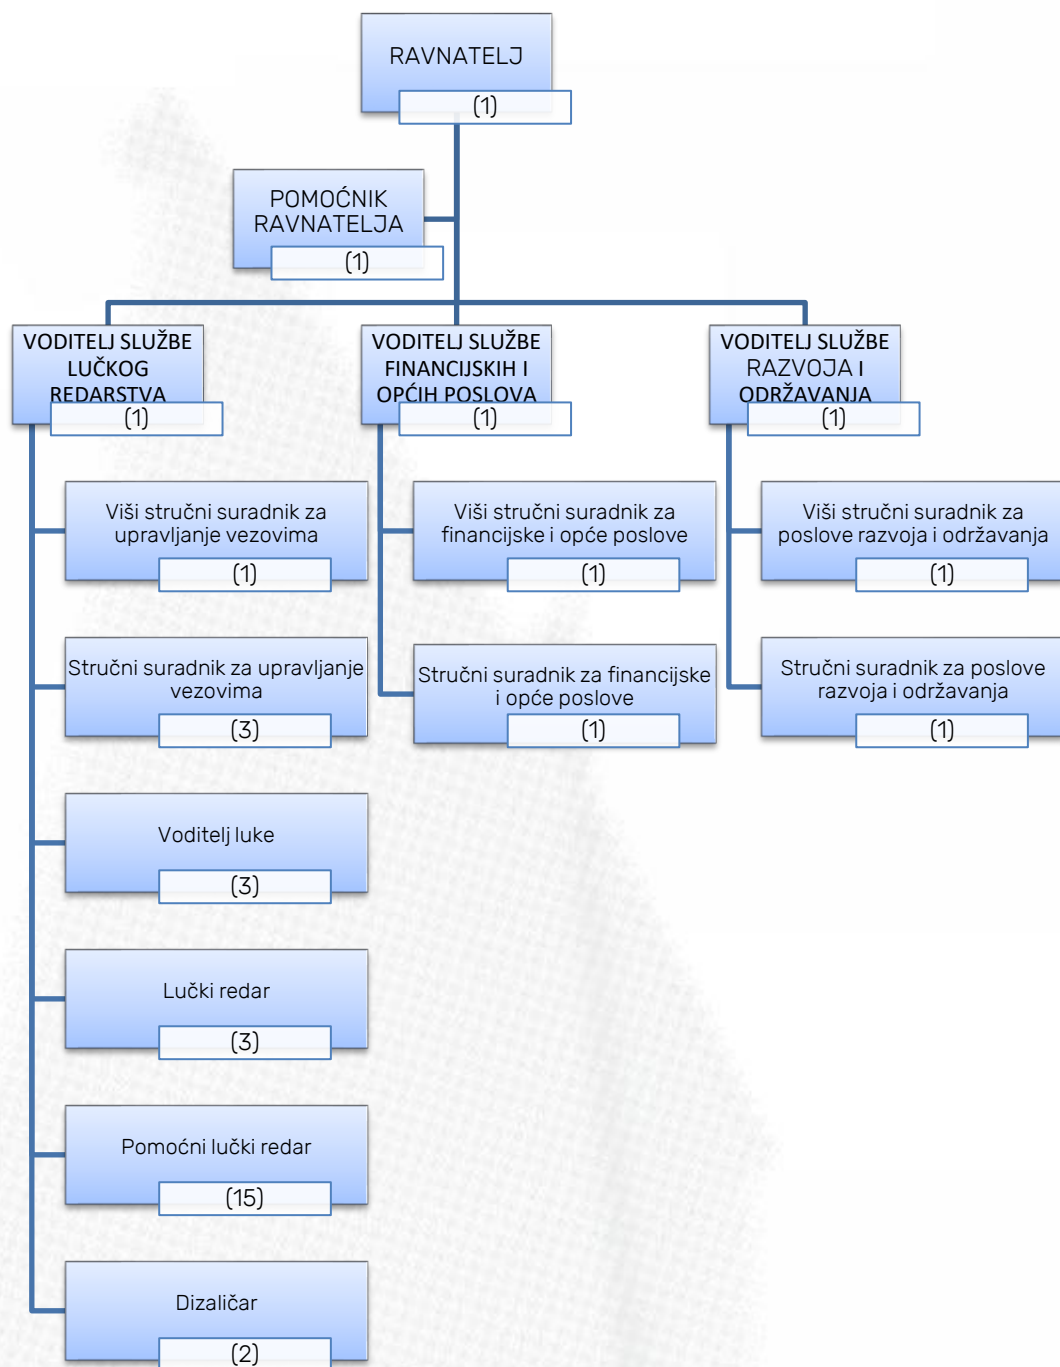 RAVNATELJ
(1)
POMOĆNIK
RAVNATELJA
(1)
VODITELJ SLUŽBE
LUČKOG
REDARSTVA
(1)
VODITELJ SLUŽBE
FINANCIJSKIH I
OPĆIH POSLOVA
(1)
VODITELJ SLUŽBE
RAZVOJA I
ODRŽAVANJA
(1)
Viši stručni suradnik za
upravljanje vezovima
(1)
Stručni suradnik za upravljanje
vezovima
(3)
Voditelj luke
(3)
Lučki redar
(3)
Pomoćni lučki redar
(15)
Dizaličar
(2)
Viši stručni suradnik za
financijske i opće poslove
(1)
Stručni suradnik za financijske
i opće poslove
(1)
Viši stručni suradnik za
poslove razvoja i održavanja
(1)
Stručni suradnik za poslove
razvoja i održavanja
(1)